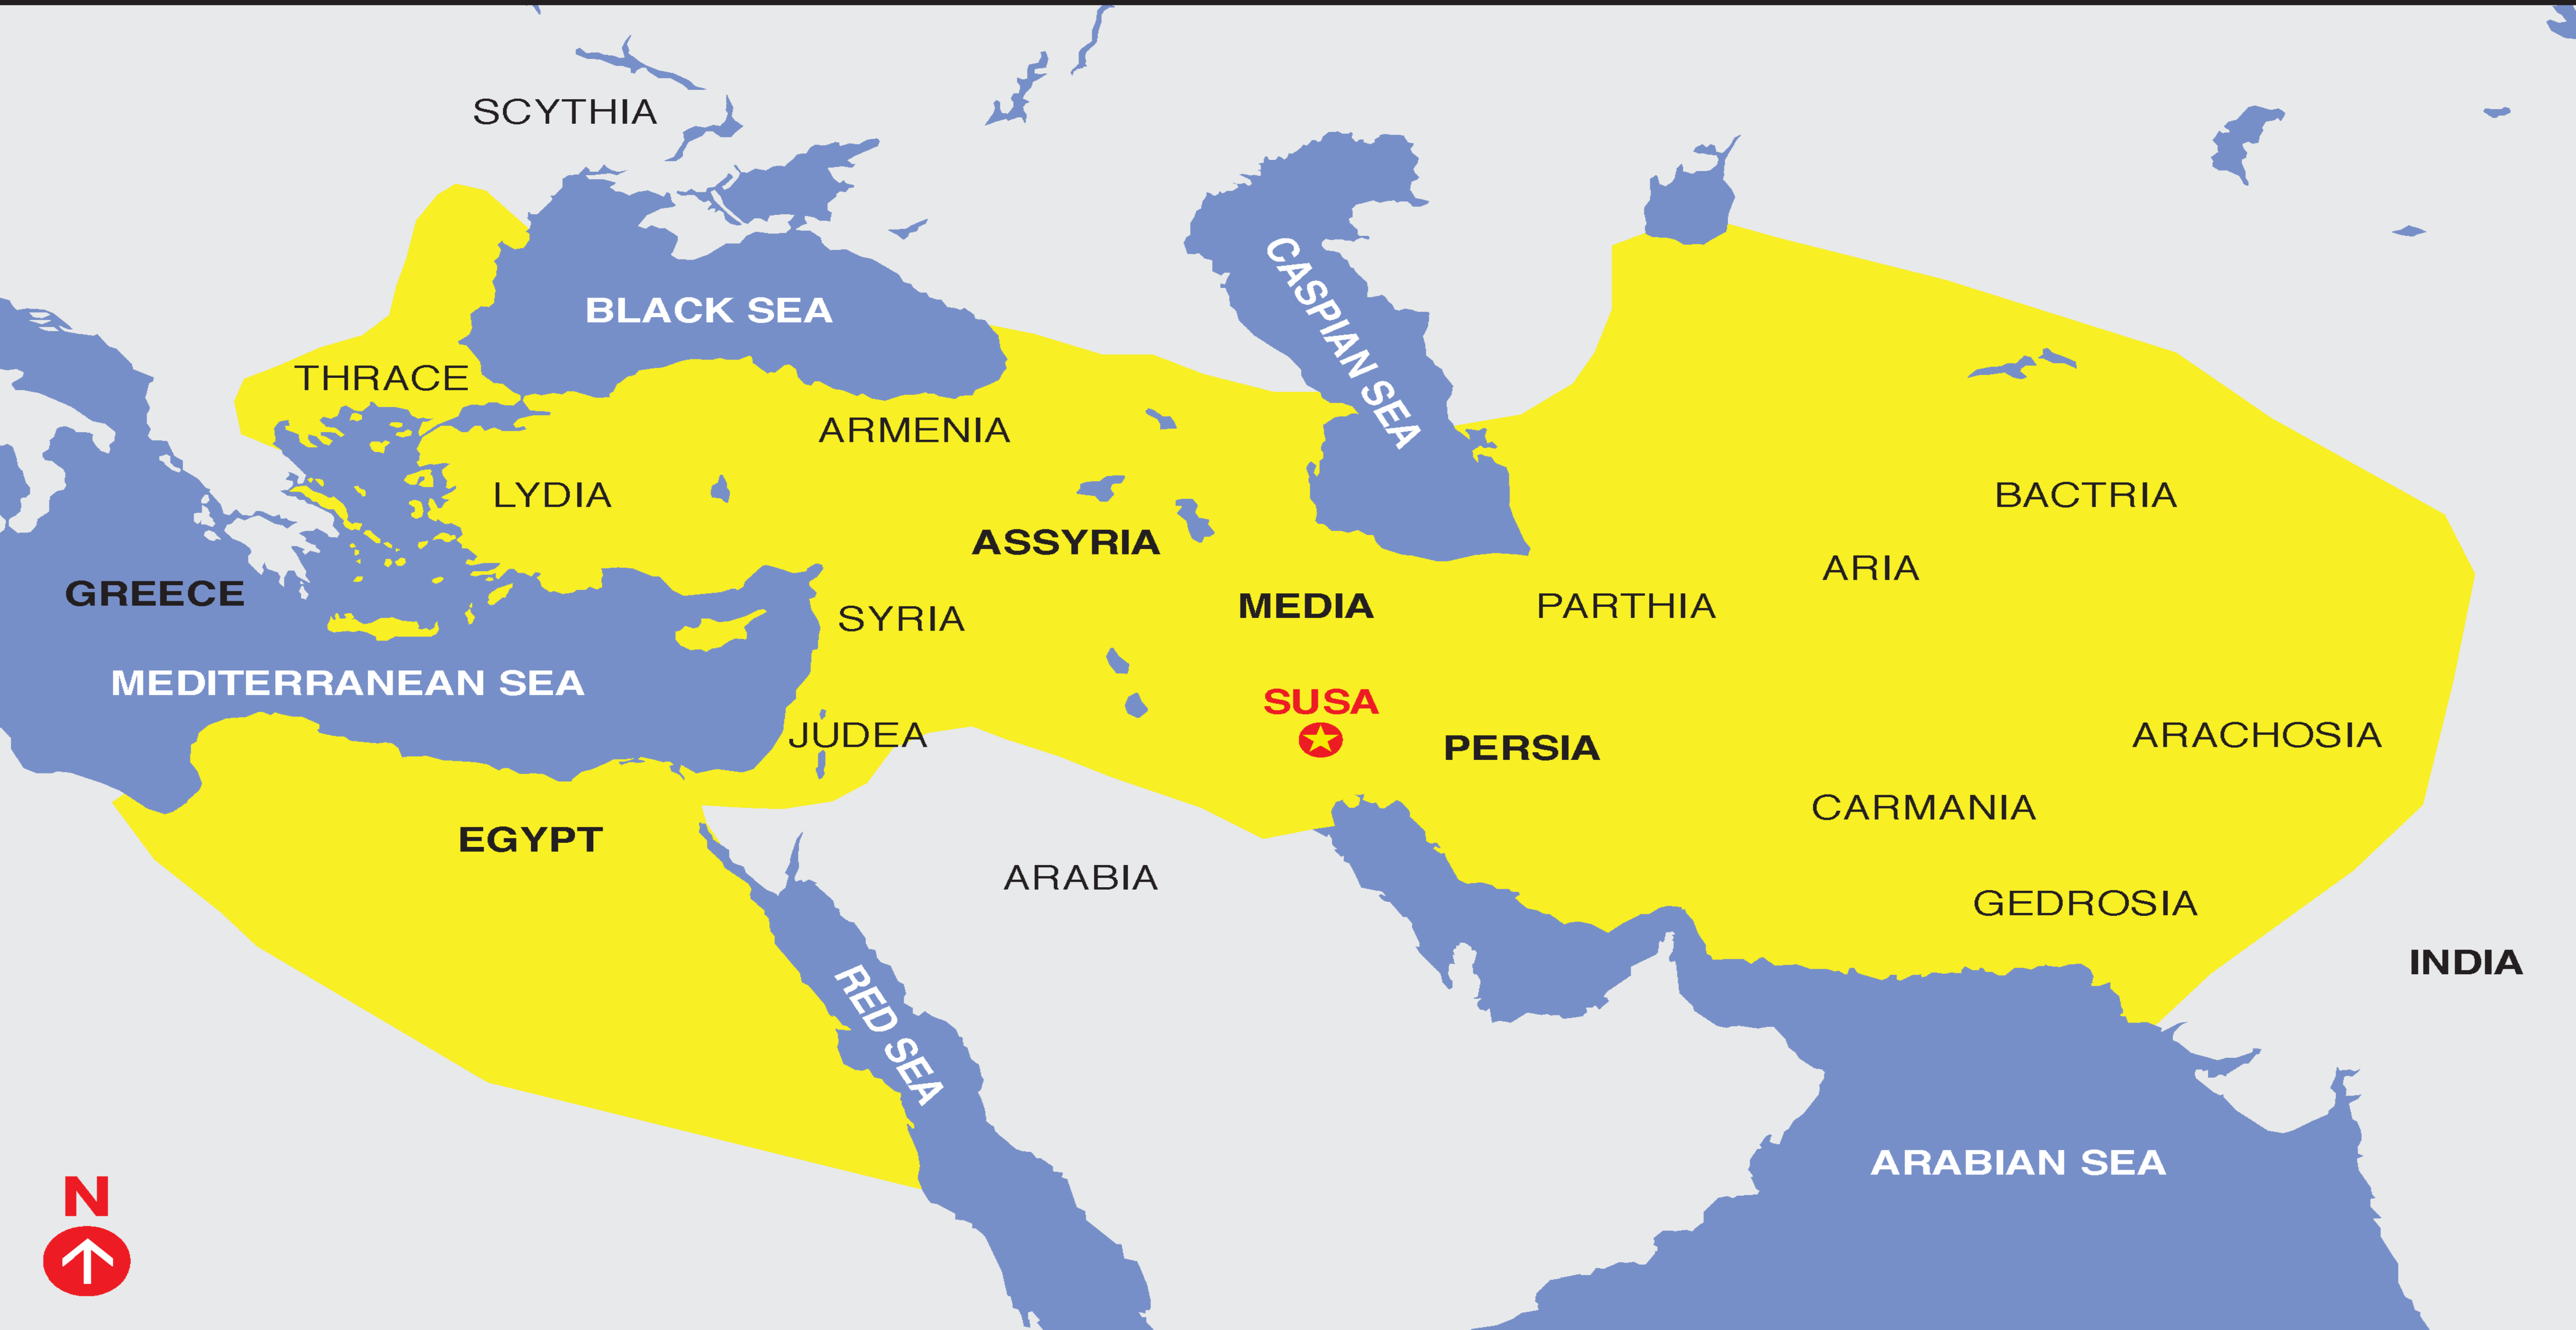 SCYTHIA
BLACK SEA
CASPIAN SEA
THRACE
ARMENIA
LYDIA
BACTRIA
ASSYRIA
ARIA
GREECE
MEDIA
PARTHIA
SYRIA
MEDITERRANEAN SEA
SUSA
JUDEA
PERSIA
ARACHOSIA
CARMANIA
EGYPT
ARABIA
GEDROSIA
INDIA
RED SEA
ARABIAN SEA
N